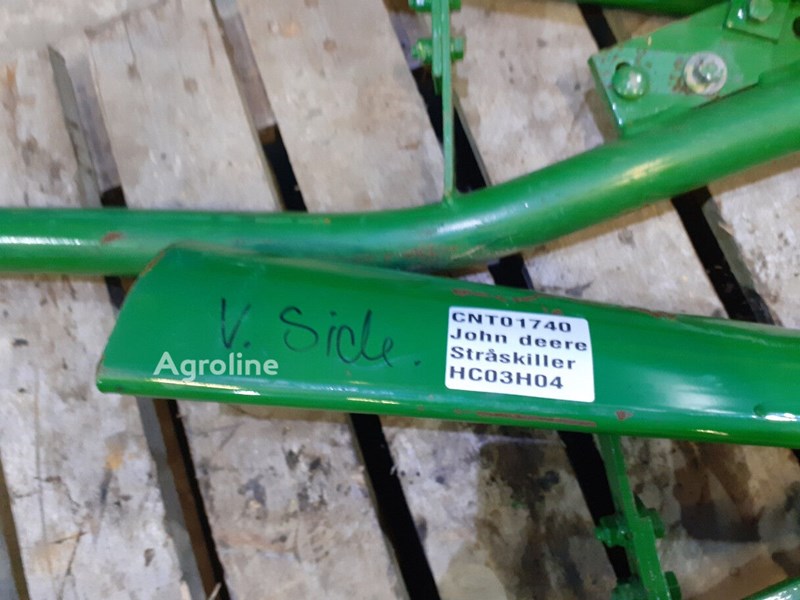 V. Side.
CNT01740
John deere
Stråskiller
HC03H04
Agroline